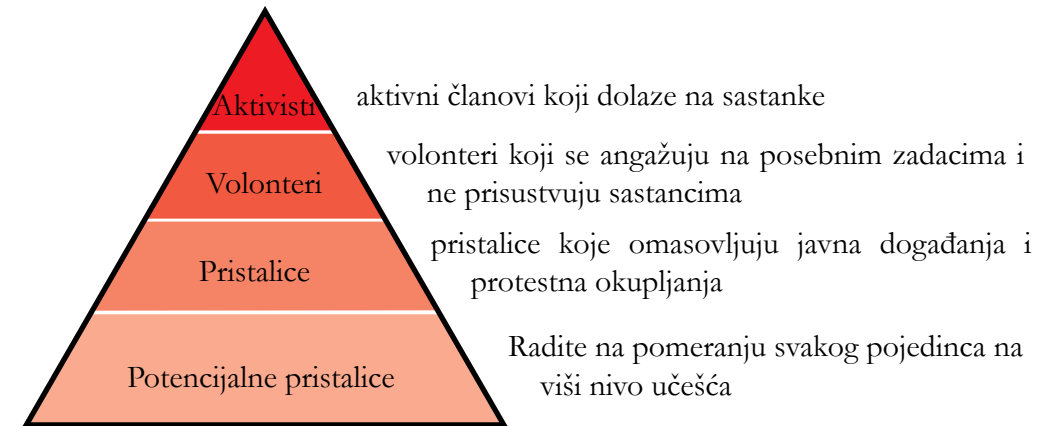 Aktivisti
aktivni članovi koji dolaze na sastanke
Volonteri
volonteri koji se angažuju na posebnim zadacima i
ne prisustvuju sastancima
Pristalice
pristalice koje omasovljuju javna događanja i
protestna okupljanja
Potencijalne pristalice
Radite na pomeranju svakog pojedinca na
viši nivo učešća